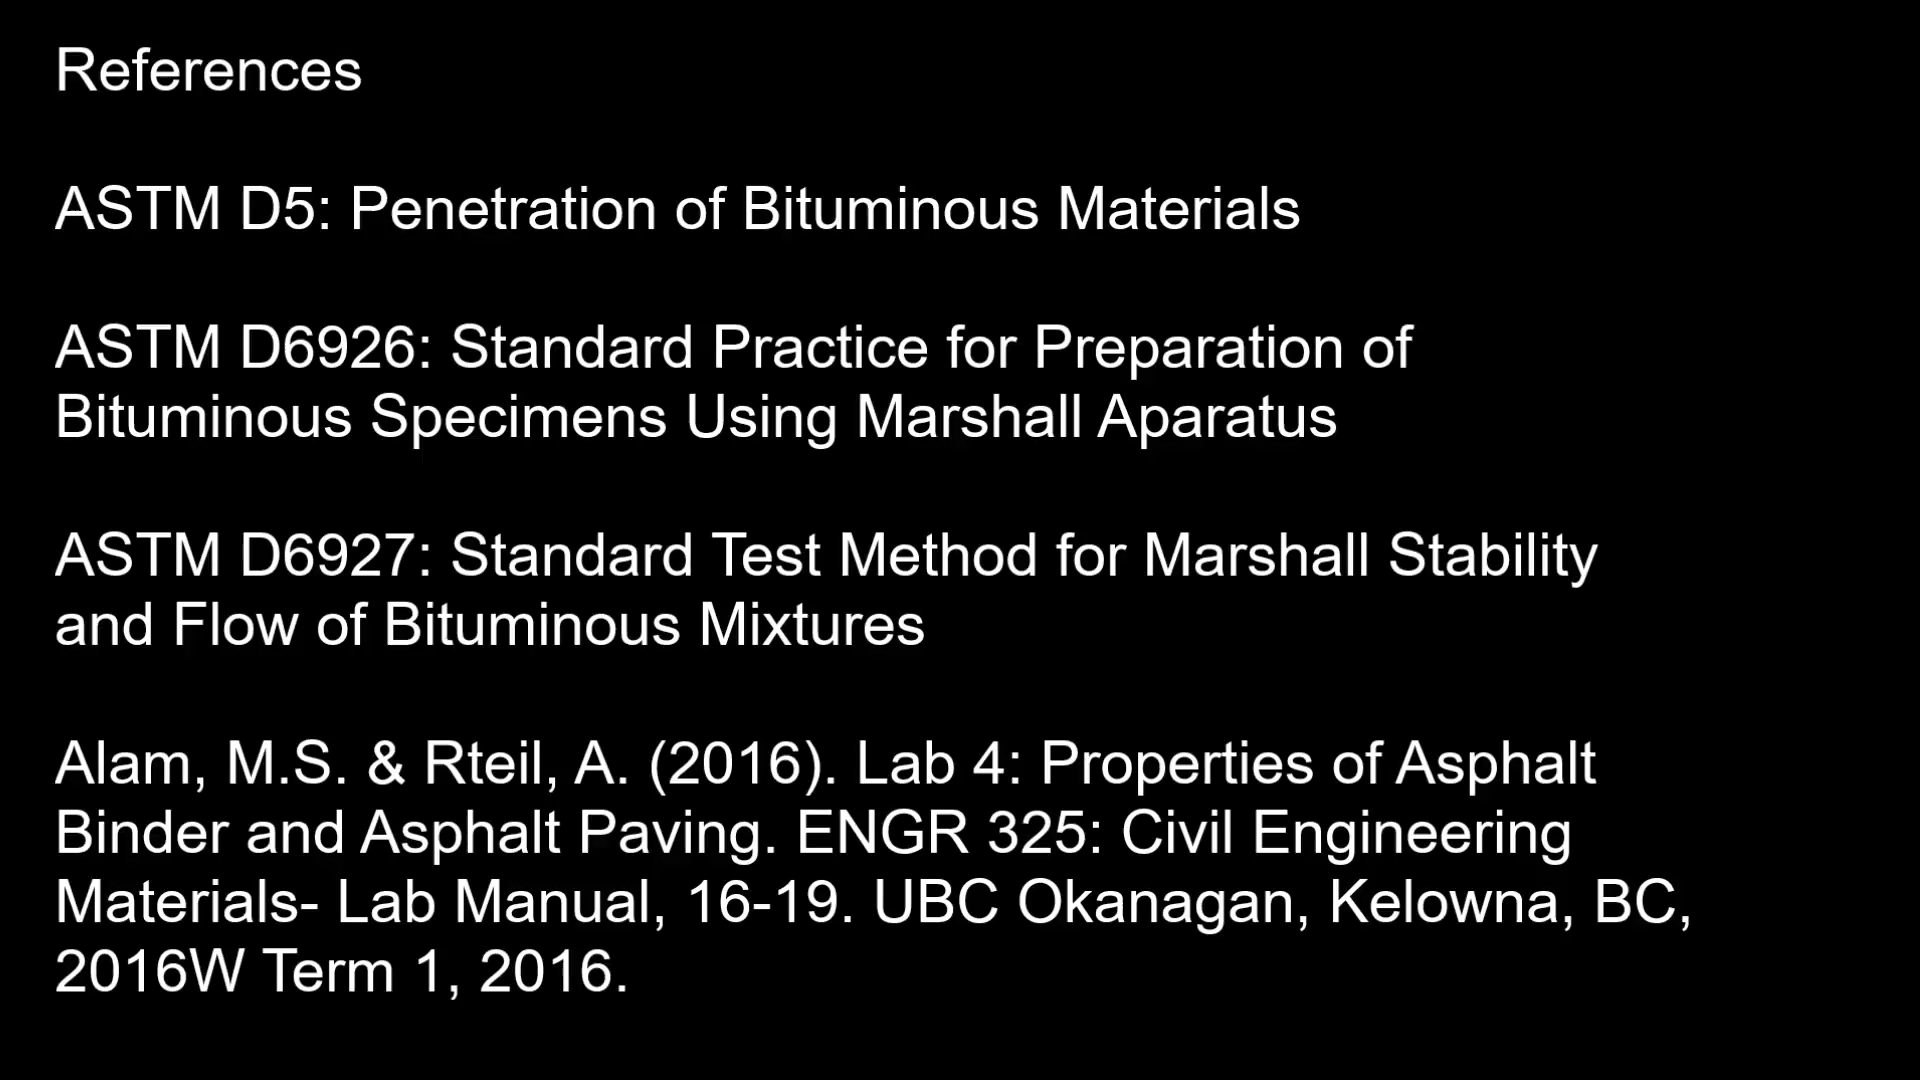 References
ASTM D5: Penetration of Bituminous Materials
ASTM D6926: Standard Practice for Preparation of
Bituminous Specimens Using Marshall Aparatus
ASTM D6927: Standard Test Method for Marshall Stability
and Flow of Bituminous Mixtures
Alam, M.S. & Rteil, A. (2016). Lab 4: Properties of Asphalt
Binder and Asphalt Paving. ENGR 325: Civil Engineering
Materials- Lab Manual, 16-19. UBC Okanagan, Kelowna, BC,
2016W Term 1, 2016.